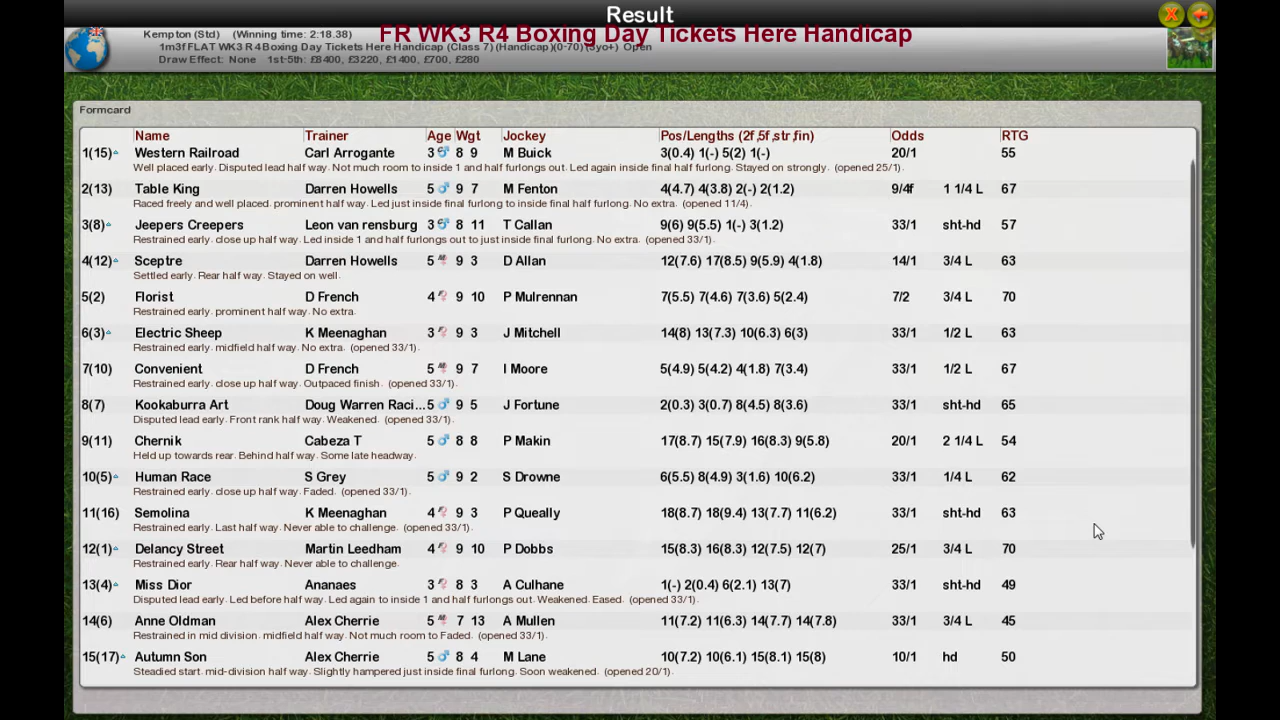 Result
FR WK3 R4 Boxing Day Tickets Here Handicap
Kempton (Std) (Winning time: 2:18.38)
1m3f FLAT WK3 R4 Boxing Day Tickets Here Handicap (Class 7) (Handicap)(0-70)(3yo+) Open
Draw Effect: None 1st-5th: £8400, £3220, £1400, £700, £280
Formcard
Name Trainer Age Wgt Jockey Pos/Lengths (2f,5f,str,fin) Odds RTG
1(15) Western Railroad Carl Arrogante 3 8 9 M Buick 3(0.4) 1(-) 5(2) 1(-) 20/1 55
Well placed early. Disputed lead half way. Not much room to inside 1 and half furlongs out. Led again inside final half furlong. Stayed on strongly. (opened 25/1).
2(13) Table King Darren Howells 5 9 7 M Fenton 4(4.7) 4(3.8) 2(-) 2(1.2) 9/4f 1 1/4 L 67
Raced freely and well placed. prominent half way. Led just inside final furlong to inside final half furlong. No extra. (opened 11/4).
3(8) Jeepers Creepers Leon van rensburg 3 8 11 T Callan 9(6) 9(5.5) 1(-) 3(1.2) 33/1 sht-hd 57
Restrained early. close up half way. Led inside 1 and half furlongs out to just inside final furlong. No extra. (opened 33/1).
4(12) Sceptre Darren Howells 5 9 3 D Allan 12(7.6) 17(8.5) 9(5.9) 4(1.8) 14/1 3/4 L 63
Settled early. Rear half way. Stayed on well.
5(2) Florist D French 4 9 10 P Mulrennan 7(5.5) 7(4.6) 7(3.6) 5(2.4) 7/2 3/4 L 70
Restrained early. prominent half way. No extra.
6(3) Electric Sheep K Meenaghan 3 9 3 J Mitchell 14(8) 13(7.3) 10(6.3) 6(3) 33/1 1/2 L 63
Restrained early. midfield half way. No extra. (opened 33/1).
7(10) Convenient D French 5 9 7 I Moore 5(4.9) 5(4.2) 4(1.8) 7(3.4) 33/1 1/2 L 67
Restrained early. close up half way. Outpaced finish. (opened 33/1).
8(7) Kookaburra Art Doug Warren Raci... 5 9 5 J Fortune 2(0.3) 3(0.7) 8(4.5) 8(3.6) 33/1 sht-hd 65
Disputed lead early. Front rank half way. Weakened. (opened 33/1).
9(11) Chernik Cabeza T 5 8 8 P Makin 17(8.7) 15(7.9) 16(8.3) 9(5.8) 20/1 2 1/4 L 54
Held up towards rear. Behind half way. Some late headway.
10(5) Human Race S Grey 5 9 2 S Drowne 6(5.5) 8(4.9) 3(1.6) 10(6.2) 33/1 1/4 L 62
Restrained early. close up half way. Faded. (opened 33/1).
11(16) Semolina K Meenaghan 4 9 3 P Queally 18(8.7) 18(9.4) 13(7.7) 11(6.2) 33/1 sht-hd 63
Restrained early. Last half way. Never able to challenge. (opened 33/1).
12(1) Delancy Street Martin Leedham 4 9 10 P Dobbs 15(8.3) 16(8.3) 12(7.5) 12(7) 25/1 3/4 L 70
Restrained early. Rear half way. Never able to challenge.
13(4) Miss Dior Ananaes 3 8 3 A Culhane 1(-) 2(0.4) 6(2.1) 13(7) 33/1 sht-hd 49
Disputed lead early. Led before half way. Led again to inside 1 and half furlongs out. Weakened. Eased. (opened 33/1).
14(6) Anne Oldman Alex Cherrie 5 7 13 A Mullen 11(7.2) 11(6.3) 14(7.7) 14(7.8) 33/1 3/4 L 45
Restrained in mid division. midfield half way. Not much room to Faded. (opened 33/1).
15(17) Autumn Son Alex Cherrie 5 8 4 M Lane 10(7.2) 10(6.1) 15(8.1) 15(8) 10/1 hd 50
Steadied start. mid-division half way. Slightly hampered just inside final furlong. Soon weakened. (opened 20/1).